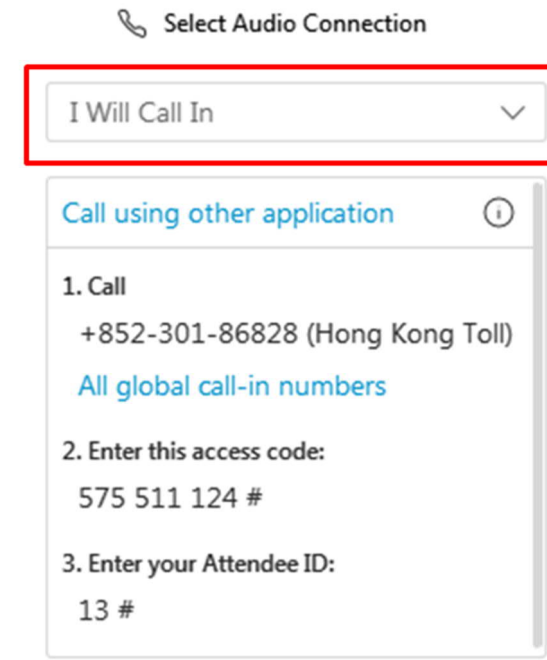 Select Audio Connection
I Will Call In
Call using other application
1. Call
+852-301-86828 (Hong Kong Toll)
All global call-in numbers
2. Enter this access code:
575 511 124 #
3. Enter your Attendee ID:
13 #